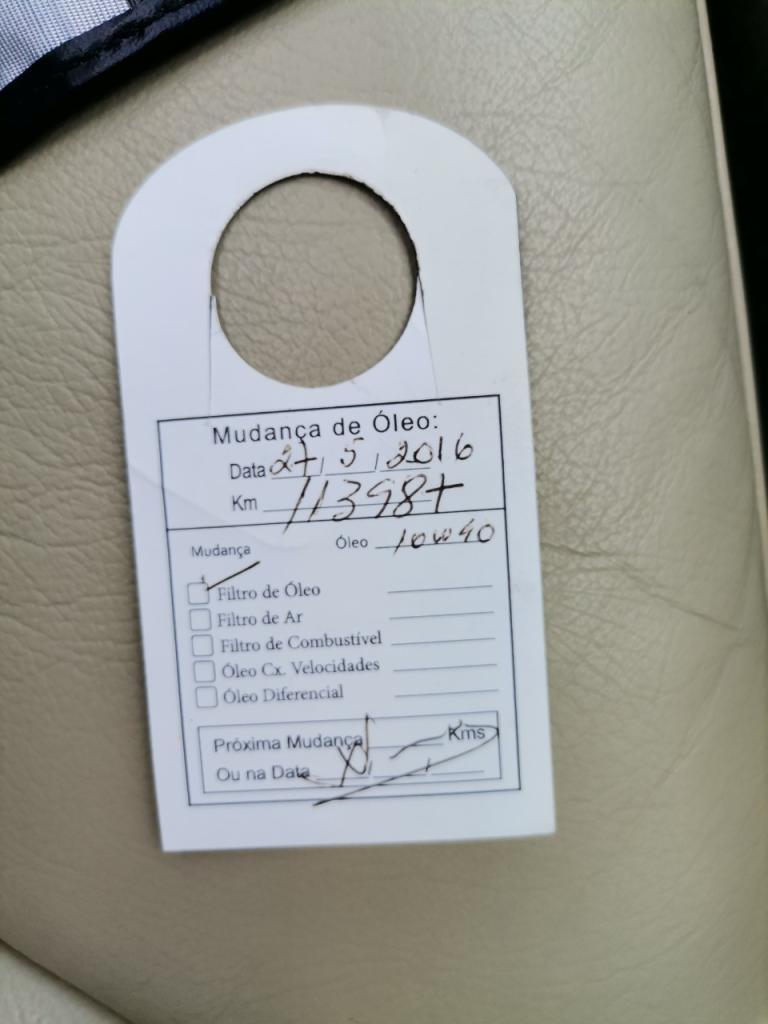 Mudança de Óleo:
Data 27/5/2016
Km 113987
Mudança Óleo 10w40
Filtro de Óleo
Filtro de Ar
Filtro de Combustível
Óleo Cx. Velocidades
Óleo Diferencial
Próxima Mudança Kms
Ou na Data